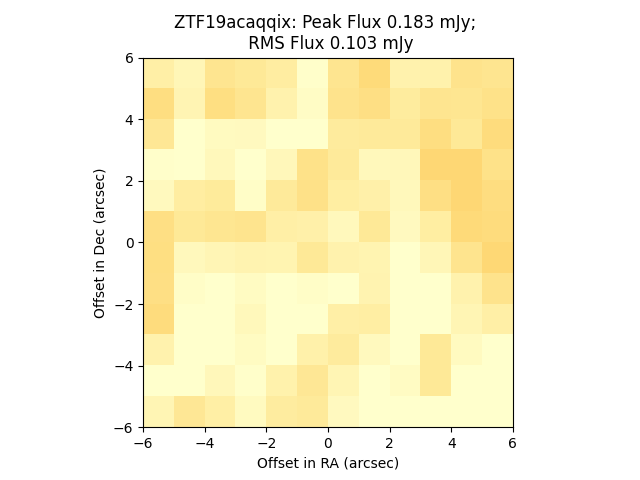 ZTF19acaqqix: Peak Flux 0.183 mJy;
RMS Flux 0.103 mJy
6
4
2
0
−2
−4
−6
Offset in Dec (arcsec)
−6 −4 −2 0 2 4 6
Offset in RA (arcsec)